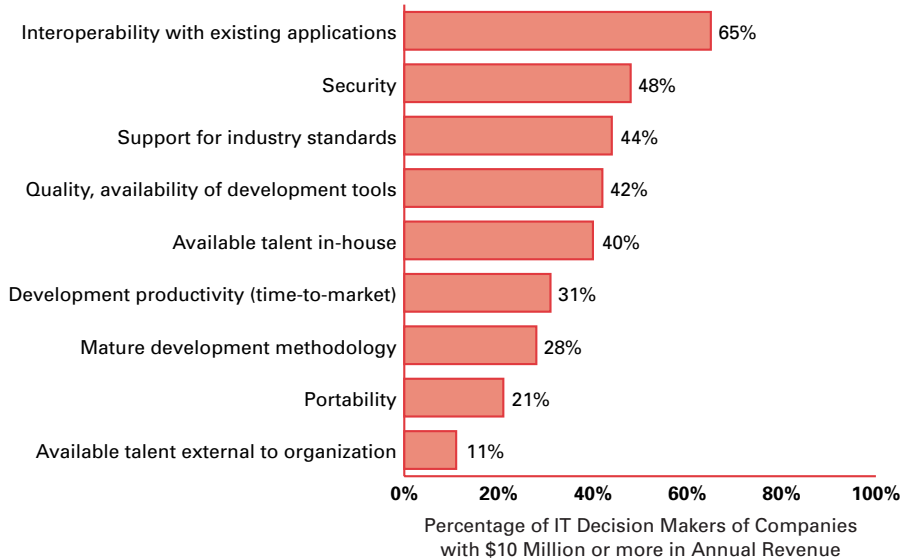 Interoperability with existing applications 65%
Security 48%
Support for industry standards 44%
Quality, availability of development tools 42%
Available talent in-house 40%
Development productivity (time-to-market) 31%
Mature development methodology 28%
Portability 21%
Available talent external to organization 11%
0% 20% 40% 60% 80% 100%
Percentage of IT Decision Makers of Companies
with $10 Million or more in Annual Revenue